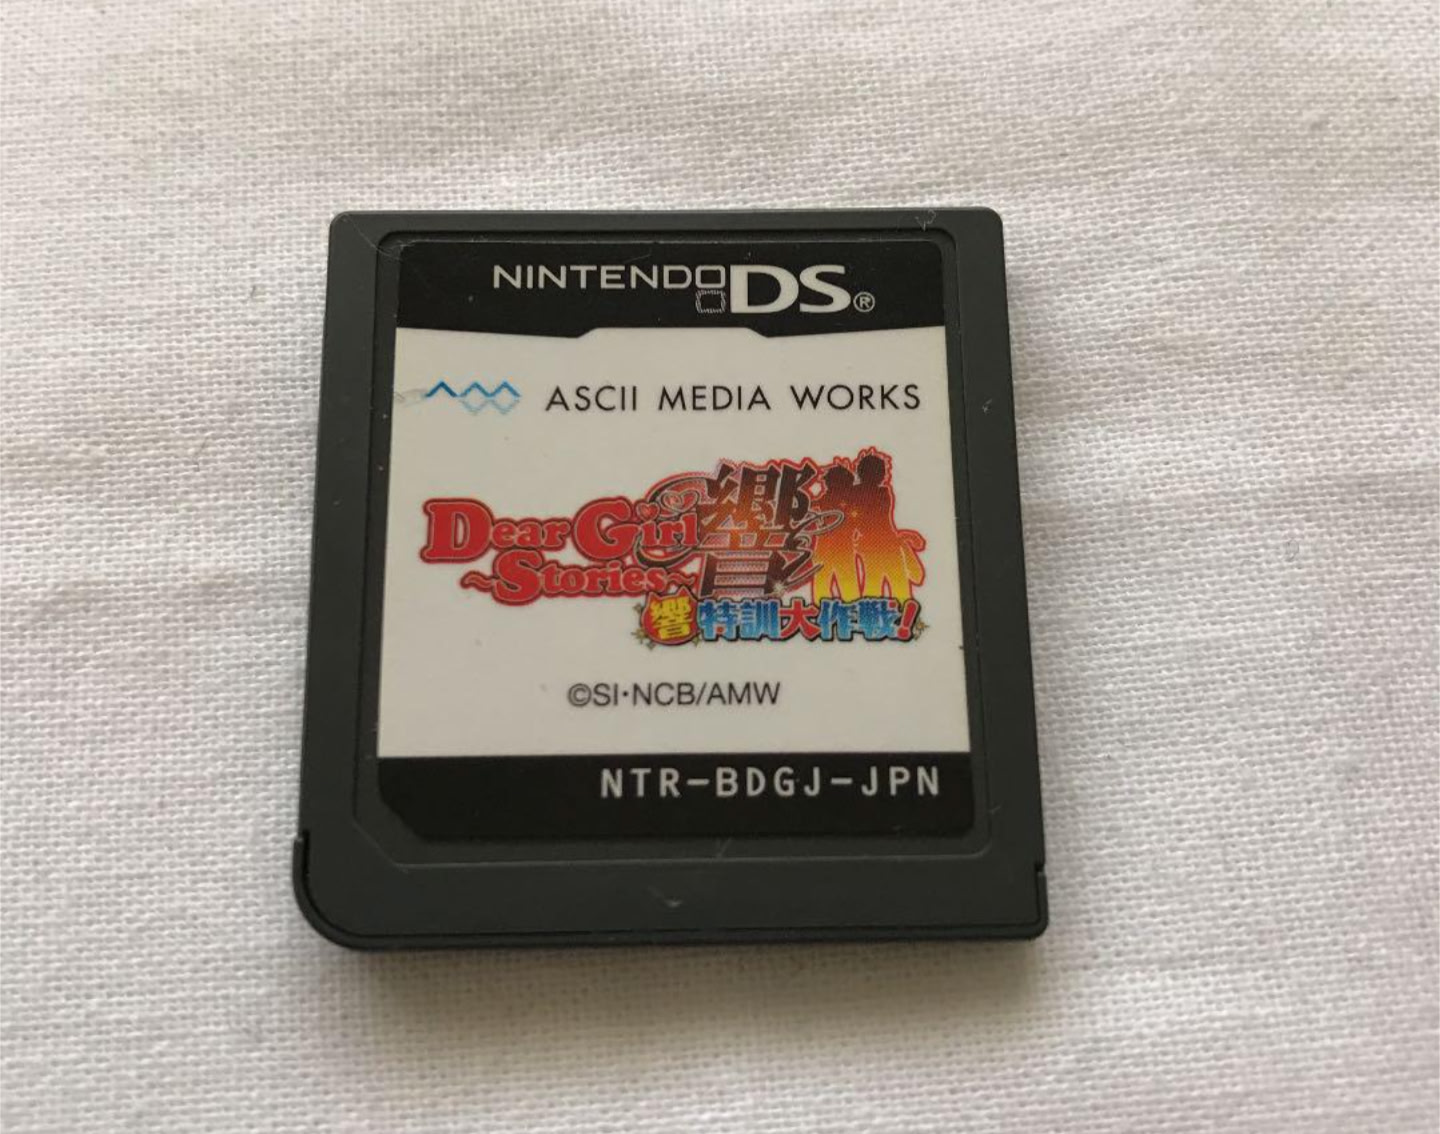 NINTENDO DS®
ASCII MEDIA WORKS
Dear Girl 響
~Stories~
響特訓大作戦!
©SI・NCB/AMW
NTR-BDGJ-JPN